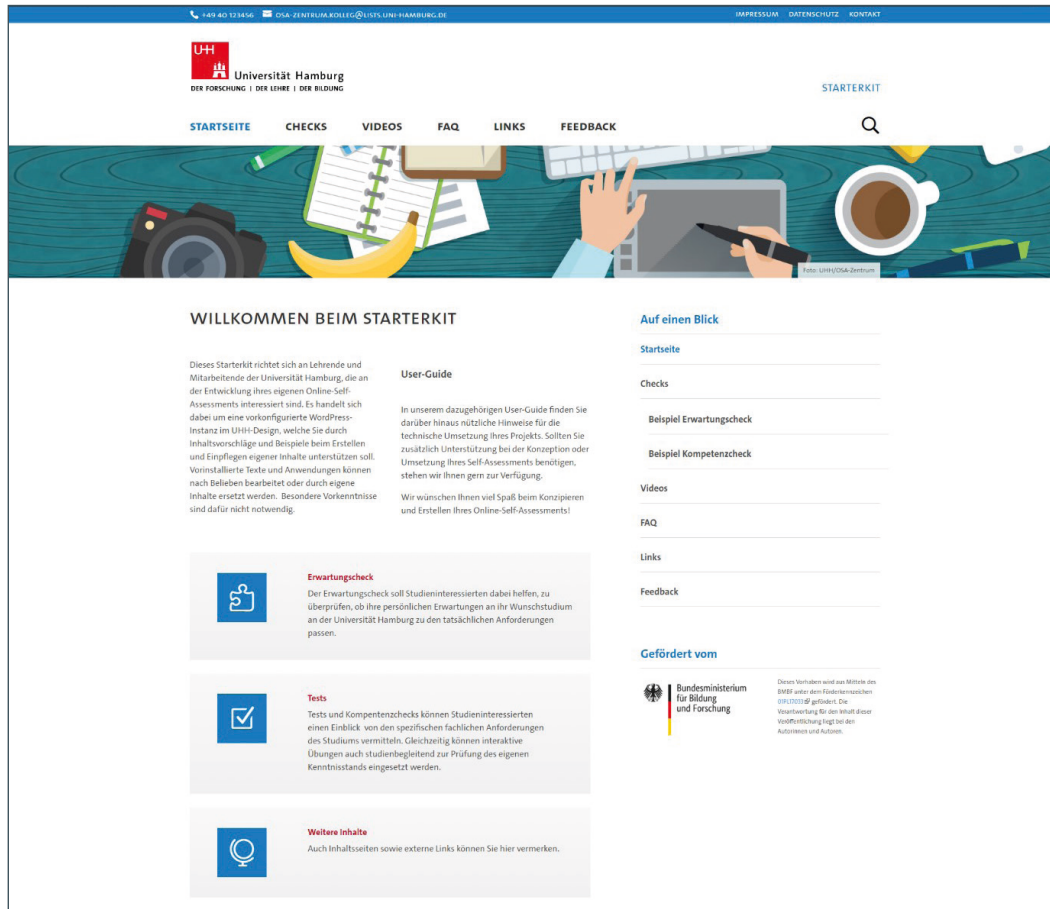 +49 40 123456 OSA-ZENTRUM.KOLLEG@LISTS.UNI-HAMBURG.DE IMPRESSUM DATENSCHUTZ KONTAKT
UHH
Universität Hamburg
DER FORSCHUNG | DER LEHRE | DER BILDUNG
STARTERKIT
STARTSEITE CHECKS VIDEOS FAQ LINKS FEEDBACK
Foto: UHH/OSA-Zentrum
WILLKOMMEN BEIM STARTERKIT
Dieses Starterkit richtet sich an Lehrende und
Mitarbeitende der Universität Hamburg, die an
der Entwicklung ihres eigenen Online-Self-
Assessments interessiert sind. Es handelt sich
dabei um eine vorkonfigurierte WordPress-
Instanz im UHH-Design, welche Sie durch
Inhaltsvorschläge und Beispiele beim Erstellen
und Einpflegen eigener Inhalte unterstützen soll.
Vorinstallierte Texte und Anwendungen können
nach Belieben bearbeitet oder durch eigene
Inhalte ersetzt werden. Besondere Vorkenntnisse
sind dafür nicht notwendig.
User-Guide
In unserem dazugehörigen User-Guide finden Sie
darüber hinaus nützliche Hinweise für die
technische Umsetzung Ihres Projekts. Sollten Sie
zusätzlich Unterstützung bei der Konzeption oder
Umsetzung Ihres Self-Assessments benötigen,
stehen wir Ihnen gern zur Verfügung.
Wir wünschen Ihnen viel Spaß beim Konzipieren
und Erstellen Ihres Online-Self-Assessments!
Erwartungscheck
Der Erwartungscheck soll Studieninteressierten dabei helfen, zu
überprüfen, ob ihre persönlichen Erwartungen an ihr Wunschstudium
an der Universität Hamburg zu den tatsächlichen Anforderungen
passen.
Tests
Tests und Kompentenzchecks können Studieninteressierten
einen Einblick von den spezifischen fachlichen Anforderungen
des Studiums vermitteln. Gleichzeitig können interaktive
Übungen auch studienbegleitend zur Prüfung des eigenen
Kenntnisstands eingesetzt werden.
Weitere Inhalte
Auch Inhaltsseiten sowie externe Links können Sie hier vermerken.
Auf einen Blick
Startseite
Checks
Beispiel Erwartungscheck
Beispiel Kompetenzcheck
Videos
FAQ
Links
Feedback
Gefördert vom
Bundesministerium
für Bildung
und Forschung
Dieses Vorhaben wird aus Mitteln des
BMBF unter dem Förderkennzeichen
01PL17033 gefördert. Die
Verantwortung für den Inhalt dieser
Veröffentlichung liegt bei den
Autorinnen und Autoren.